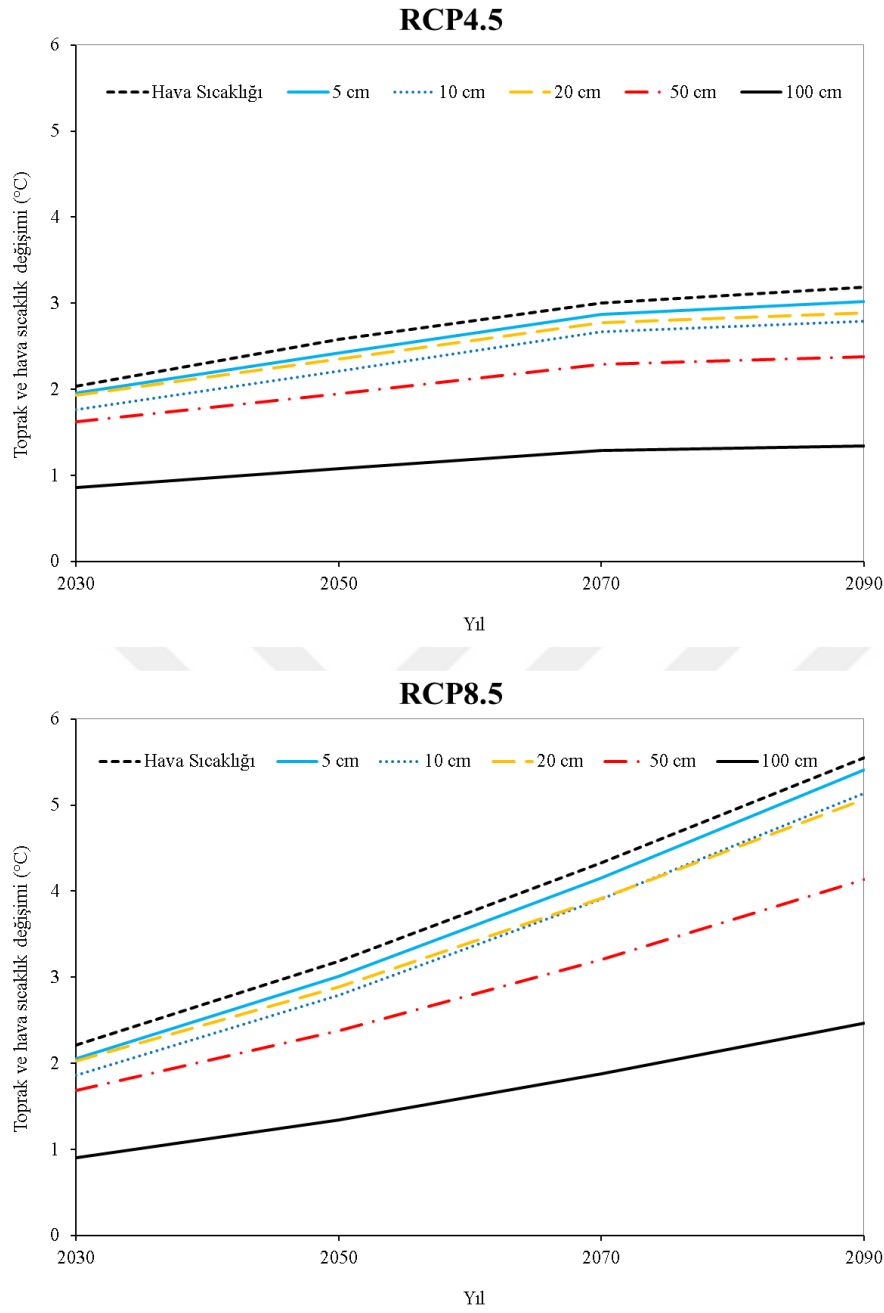 RCP4.5
6
Hava Sıcaklığı 5 cm 10 cm 20 cm 50 cm 100 cm
5
4
3
2
1
0
Toprak ve hava sıcaklık değişimi (°C)
2030 2050 2070 2090
Yıl
RCP8.5
6
Hava Sıcaklığı 5 cm 10 cm 20 cm 50 cm 100 cm
5
4
3
2
1
0
Toprak ve hava sıcaklık değişimi (°C)
2030 2050 2070 2090
Yıl